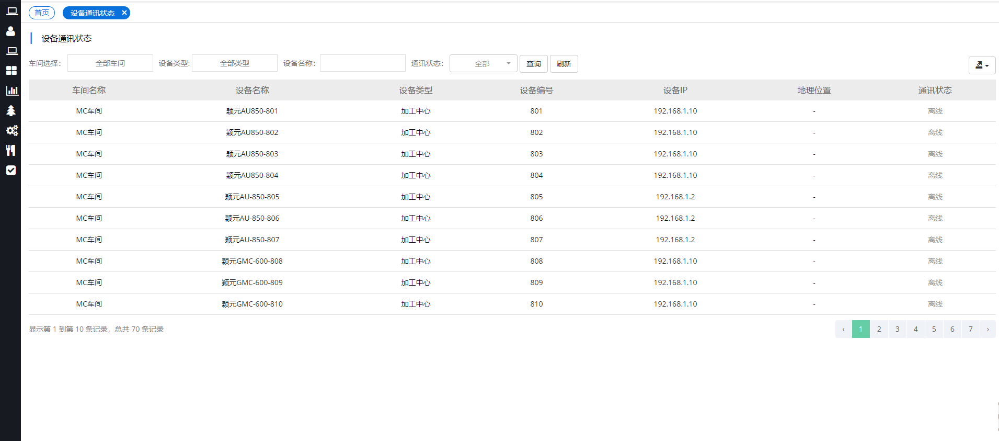 首页 设备通讯状态 ×
设备通讯状态
车间选择： 全部车间 设备类型: 全部类型 设备名称： 通讯状态： 全部 查询 刷新
车间名称 设备名称 设备类型 设备编号 设备IP 地理位置 通讯状态
MC车间 颖元AU850-801 加工中心 801 192.168.1.10 - 离线
MC车间 颖元AU850-802 加工中心 802 192.168.1.10 - 离线
MC车间 颖元AU850-803 加工中心 803 192.168.1.10 - 离线
MC车间 颖元AU850-804 加工中心 804 192.168.1.10 - 离线
MC车间 颖元AU-850-805 加工中心 805 192.168.1.2 - 离线
MC车间 颖元AU-850-806 加工中心 806 192.168.1.2 - 离线
MC车间 颖元AU-850-807 加工中心 807 192.168.1.2 - 离线
MC车间 颖元GMC-600-808 加工中心 808 192.168.1.10 - 离线
MC车间 颖元GMC-600-809 加工中心 809 192.168.1.10 - 离线
MC车间 颖元GMC-600-810 加工中心 810 192.168.1.10 - 离线
显示第 1 到第 10 条记录，总共 70 条记录 ‹ 1 2 3 4 5 6 7 ›